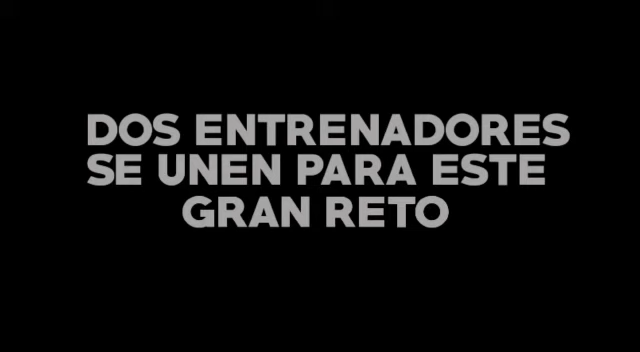 DOS ENTRENADORES
SE UNEN PARA ESTE
GRAN RETO